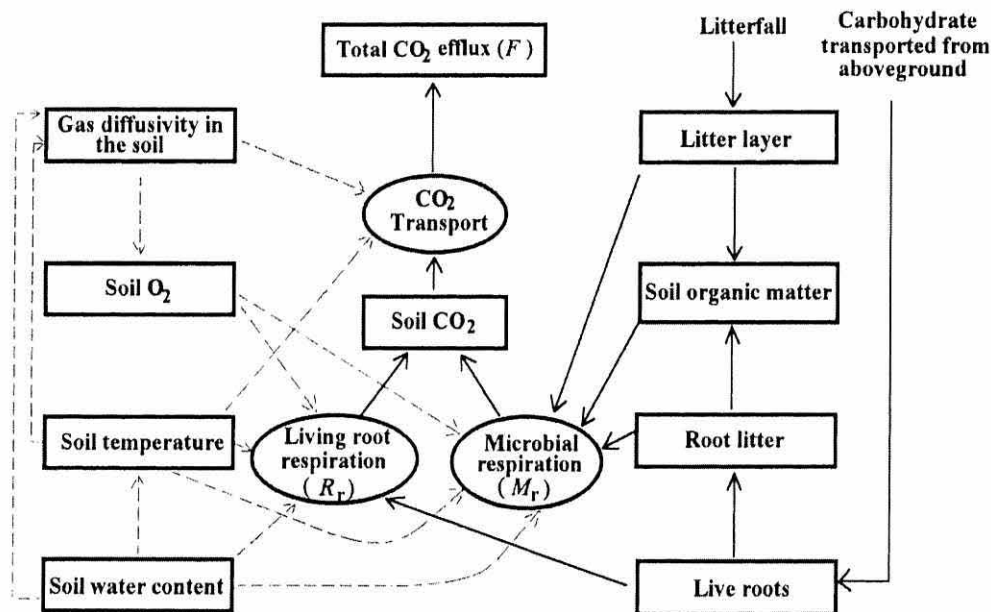 Total CO₂ efflux (F)
Litterfall
Carbohydrate
transported from
aboveground
Gas diffusivity in
the soil
Litter layer
CO₂
Transport
Soil O₂
Soil organic matter
Soil CO₂
Soil temperature
Living root
respiration
(Rᵣ)
Microbial
respiration
(Mᵣ)
Root litter
Soil water content
Live roots